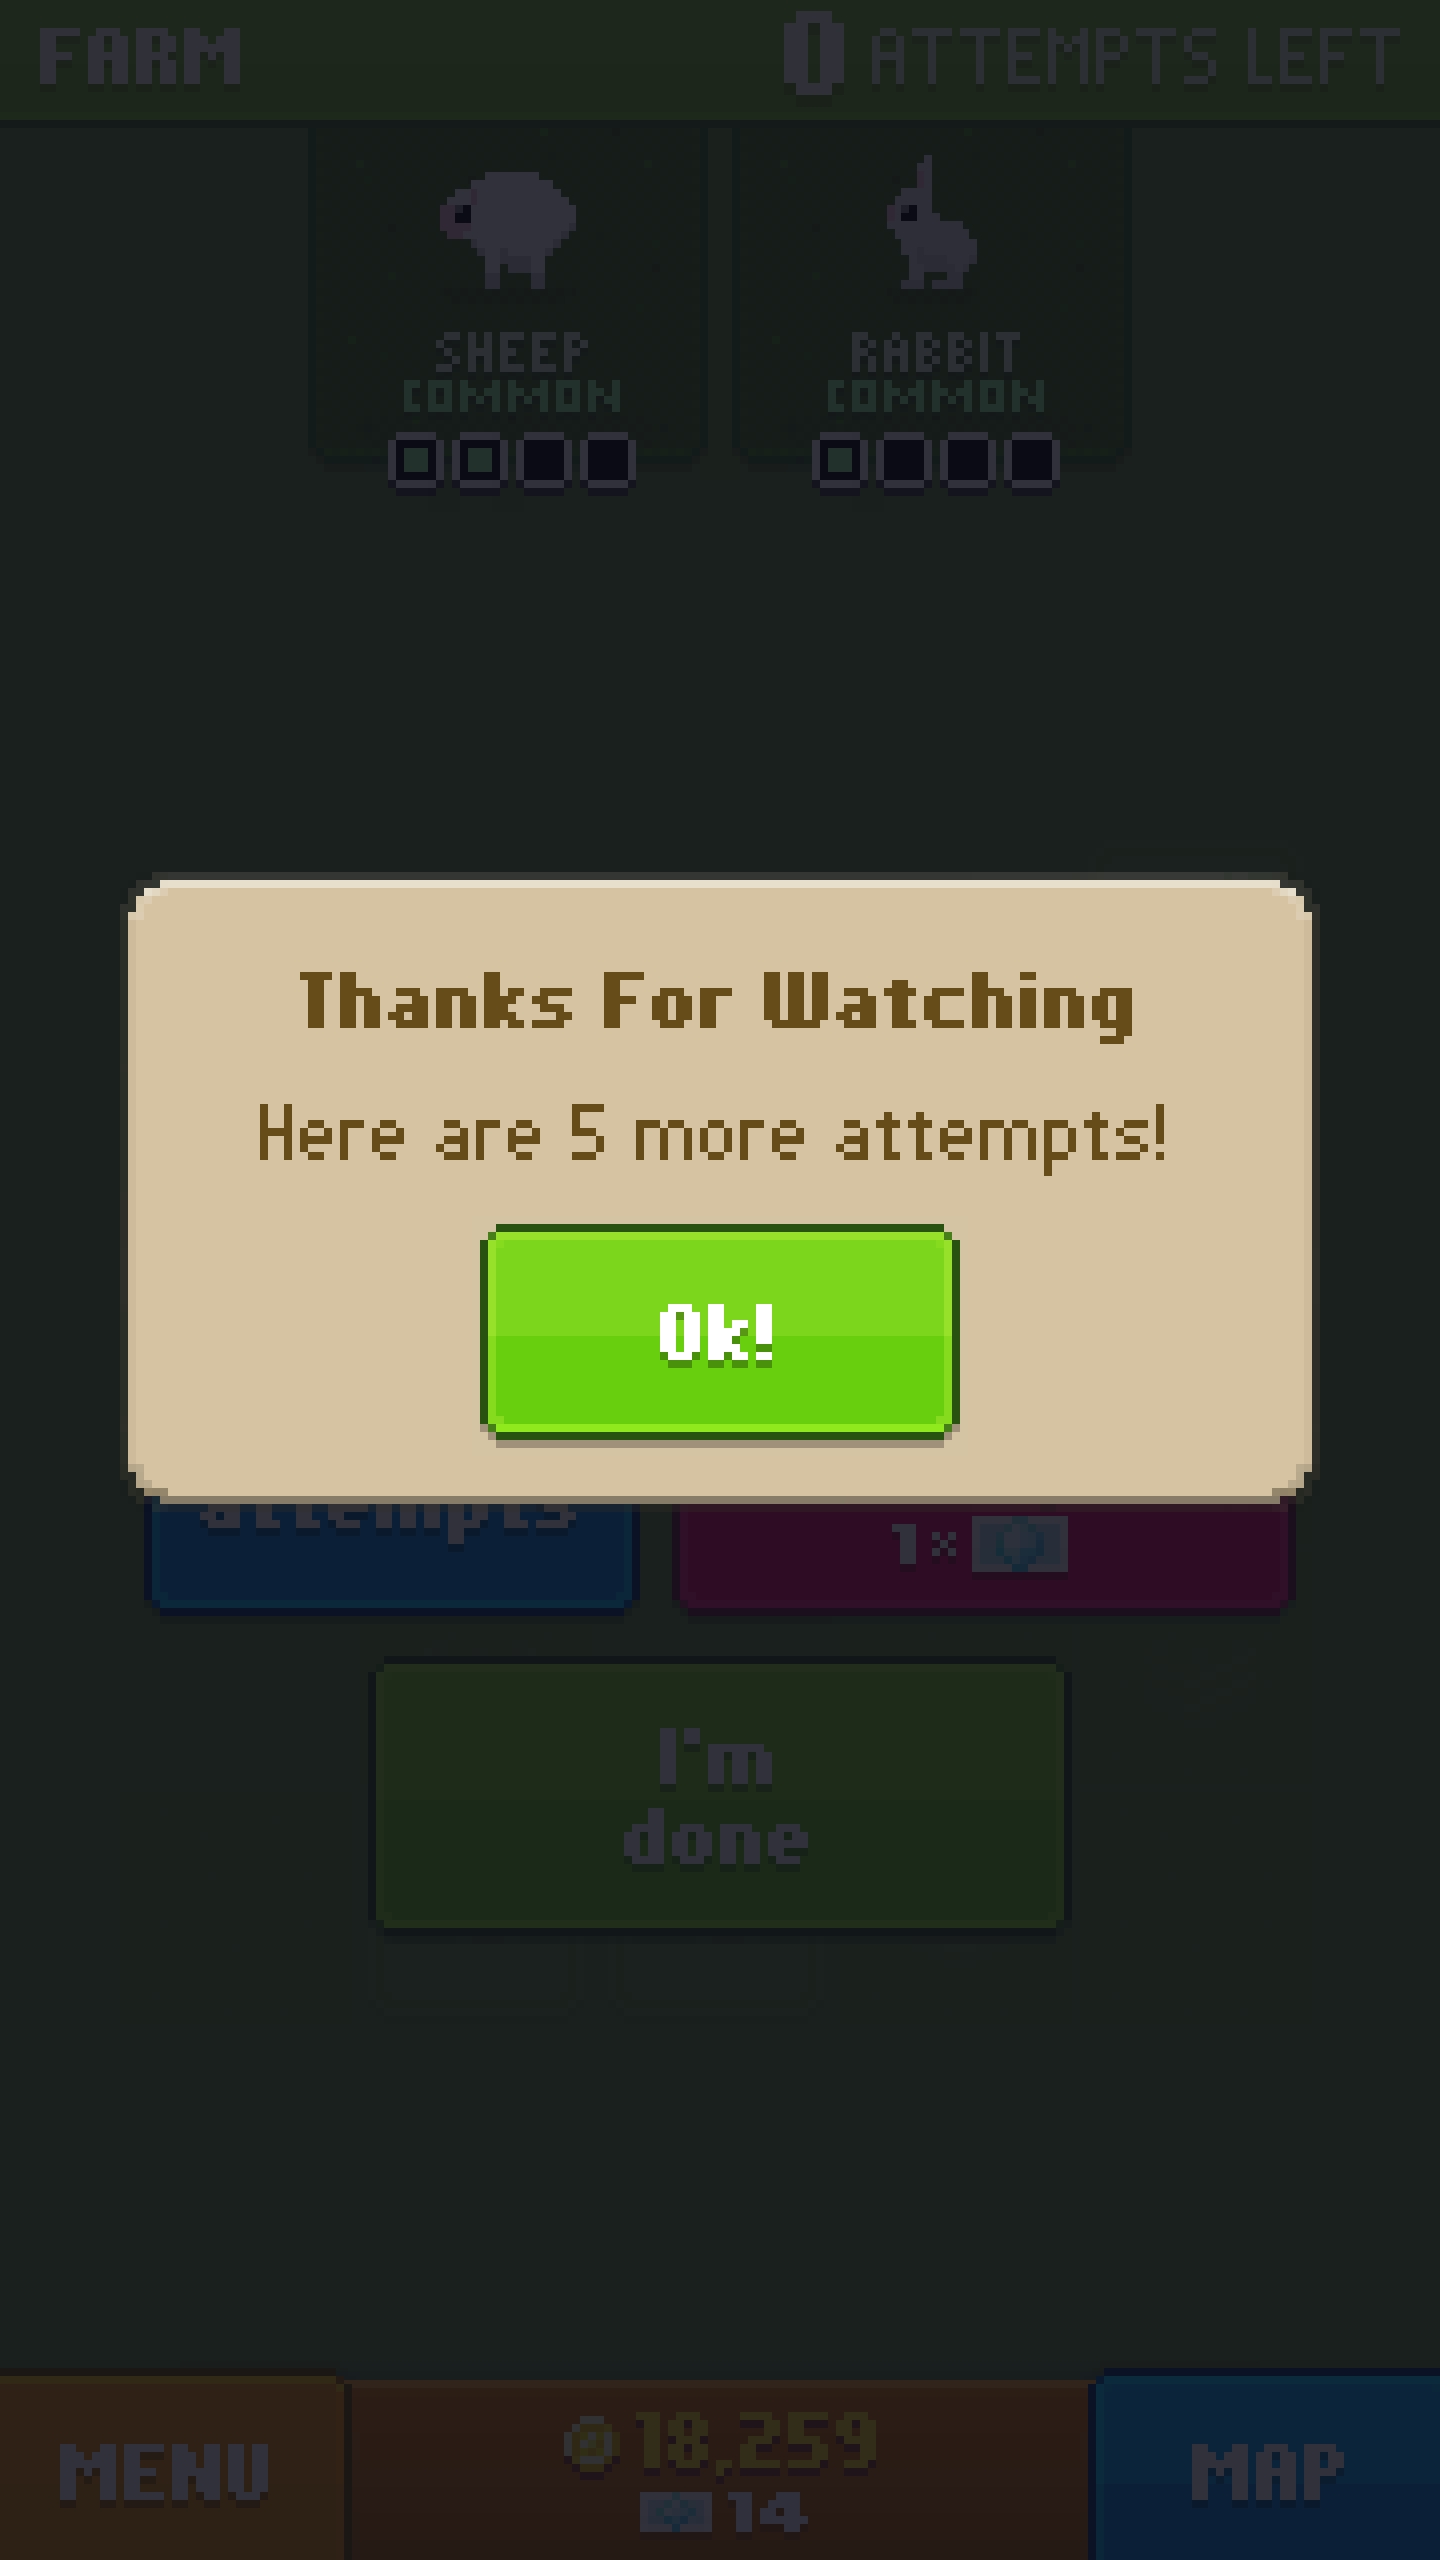 FARM
0 ATTEMPTS LEFT
SHEEP
COMMON
RABBIT
COMMON
Thanks For Watching
Here are 5 more attempts!
Ok!
attempts
1×
I'm
done
MENU
18,259
14
MAP